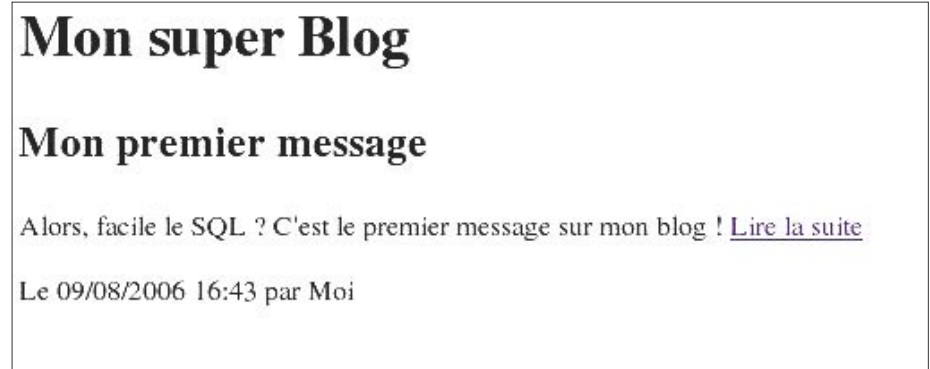 Mon super Blog
Mon premier message
Alors, facile le SQL ? C'est le premier message sur mon blog ! Lire la suite
Le 09/08/2006 16:43 par Moi